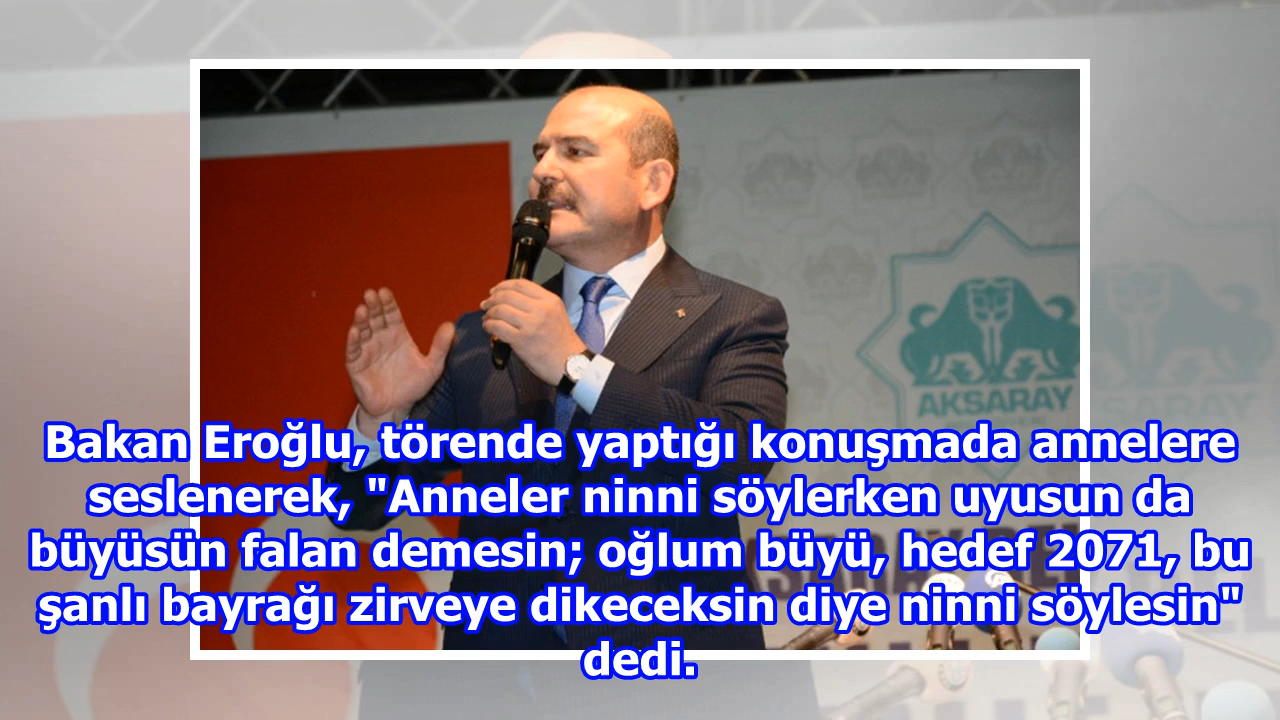 AKSARAY
Bakan Eroğlu, törende yaptığı konuşmada annelere
seslenerek, "Anneler ninni söylerken uyusun da
büyüsün falan demesin; oğlum büyü, hedef 2071, bu
şanlı bayrağı zirveye dikeceksin diye ninni söylesin"
dedi.